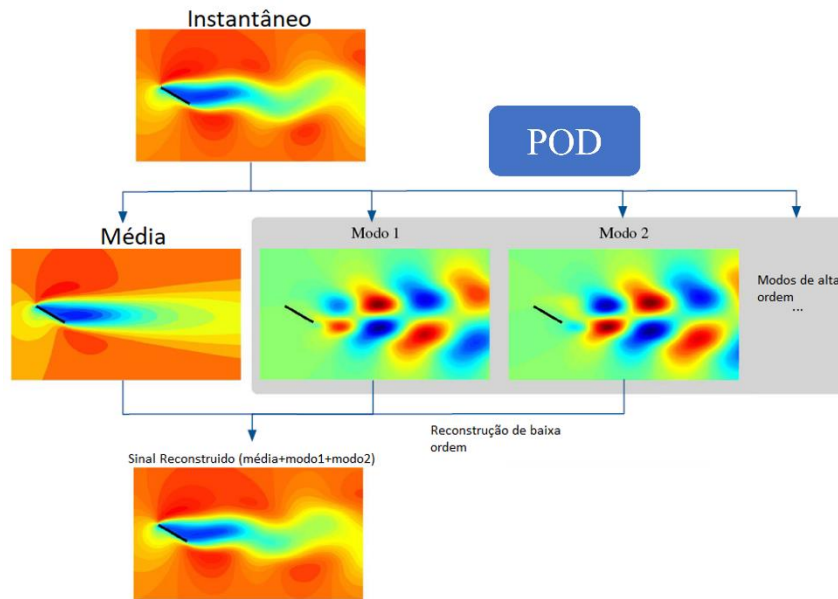 Instantâneo
POD
Média
Modo 1
Modo 2
Modos de alta
ordem
...
Reconstrução de baixa
ordem
Sinal Reconstruido (média+modo1+modo2)